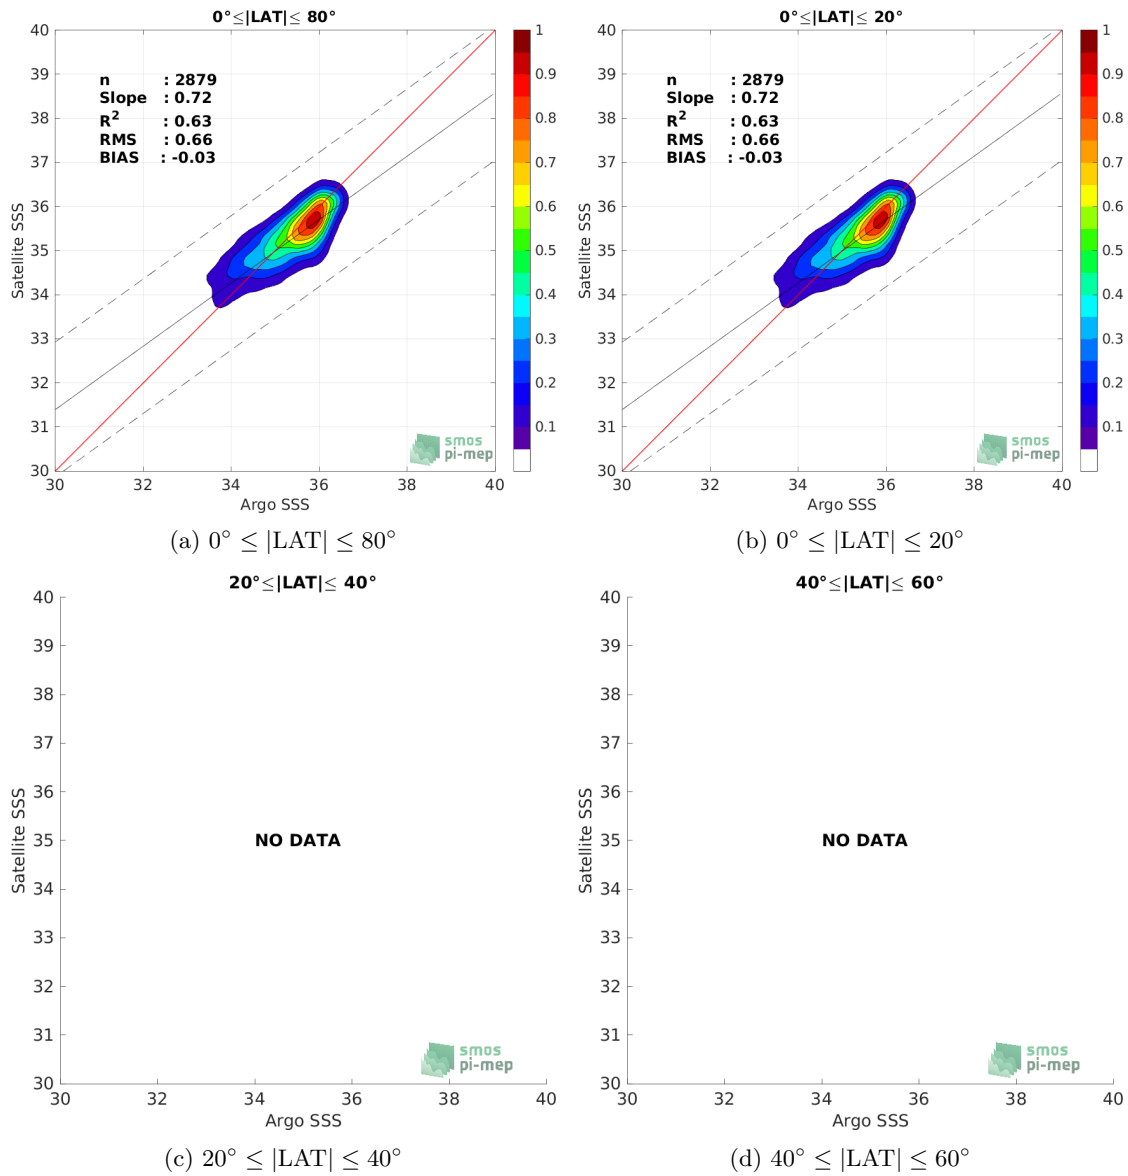 0°≤|LAT|≤ 80°
40
39
38
37
36
35
34
33
32
31
30
Satellite SSS
n : 2879
Slope : 0.72
R² : 0.63
RMS : 0.66
BIAS : -0.03
smos
pi-mep
30 32 34 36 38 40
Argo SSS
1
0.9
0.8
0.7
0.6
0.5
0.4
0.3
0.2
0.1
(a) 0° ≤ |LAT| ≤ 80°
0°≤|LAT|≤ 20°
40
39
38
37
36
35
34
33
32
31
30
Satellite SSS
n : 2879
Slope : 0.72
R² : 0.63
RMS : 0.66
BIAS : -0.03
smos
pi-mep
30 32 34 36 38 40
Argo SSS
1
0.9
0.8
0.7
0.6
0.5
0.4
0.3
0.2
0.1
(b) 0° ≤ |LAT| ≤ 20°
20°≤|LAT|≤ 40°
40
39
38
37
36
35
34
33
32
31
30
Satellite SSS
NO DATA
smos
pi-mep
30 32 34 36 38 40
Argo SSS
(c) 20° ≤ |LAT| ≤ 40°
40°≤|LAT|≤ 60°
40
39
38
37
36
35
34
33
32
31
30
Satellite SSS
NO DATA
smos
pi-mep
30 32 34 36 38 40
Argo SSS
(d) 40° ≤ |LAT| ≤ 60°